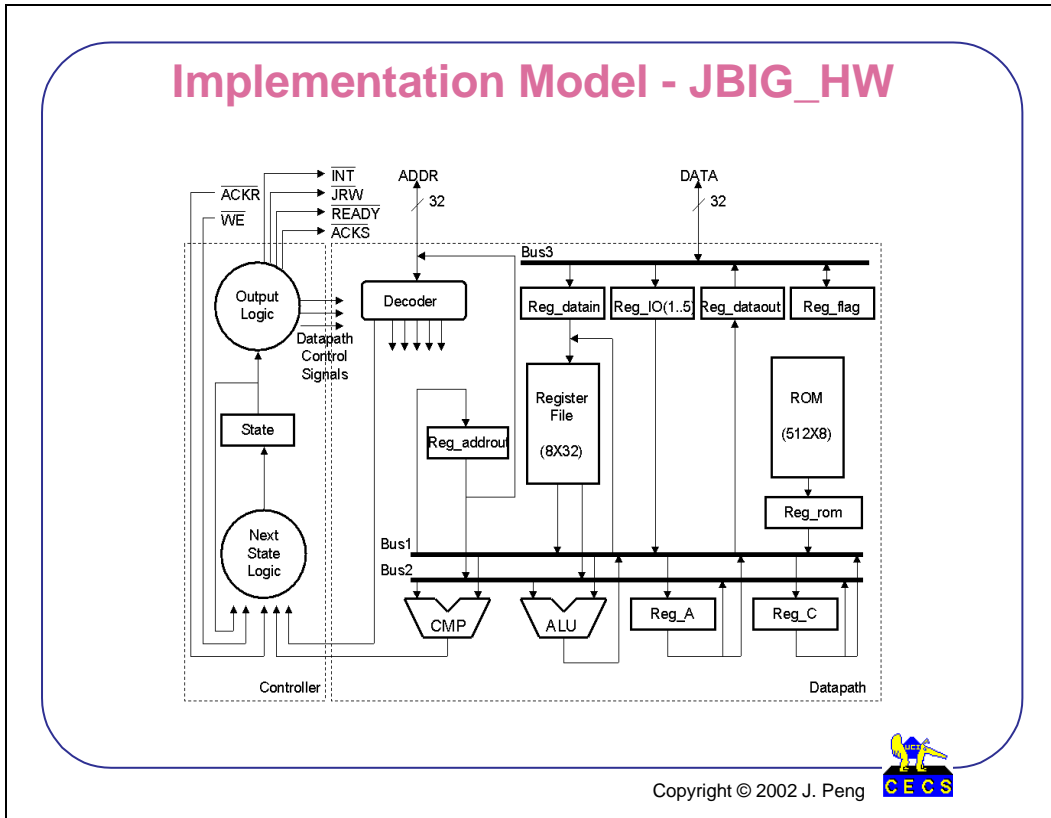 Implementation Model - JBIG_HW
INT
ADDR
DATA
ACKR
JRW
32
32
WE
READY
ACKS
Bus3
Output
Logic
Decoder
Reg_datain
Reg_IO(1..5)
Reg_dataout
Reg_flag
Datapath
Control
Signals
Register
File
(8X32)
ROM
(512X8)
State
Reg_addrout
Reg_rom
Next
State
Logic
Bus1
Bus2
CMP
ALU
Reg_A
Reg_C
Controller
Datapath
UCI
Copyright © 2002 J. Peng
CECS